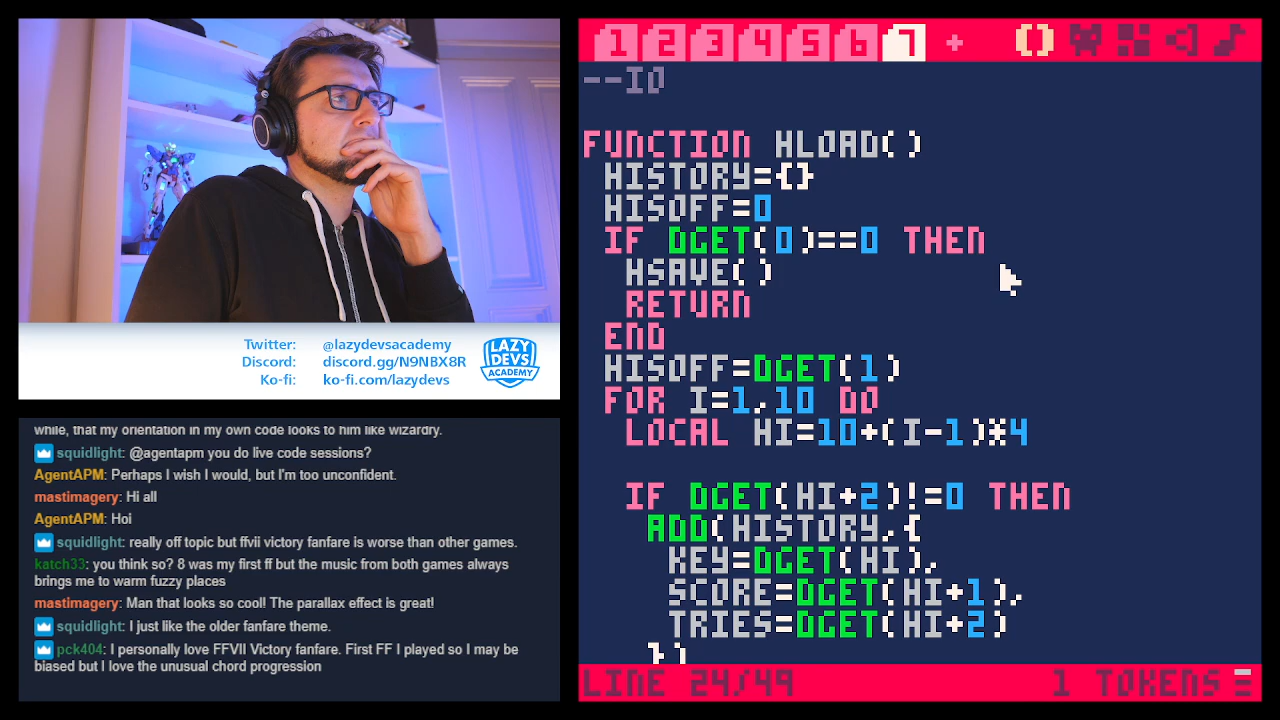 Twitter: @lazydevsacademy
Discord: discord.gg/N9NBX8R
Ko-fi: ko-fi.com/lazydevs
LAZY
DEVS
ACADEMY
while, that my orientation in my own code looks to him like wizardry.
squidlight: @agentapm you do live code sessions?
AgentAPM: Perhaps I wish I would, but I'm too unconfident.
mastimagery: Hi all
AgentAPM: Hoi
squidlight: really off topic but ffvii victory fanfare is worse than other games.
katch33: you think so? 8 was my first ff but the music from both games always
brings me to warm fuzzy places
mastimagery: Man that looks so cool! The parallax effect is great!
squidlight: I just like the older fanfare theme.
pck404: I personally love FFVII Victory fanfare. First FF I played so I may be
biased but I love the unusual chord progression
1 2 3 4 5 6 7 + ()
--IO
FUNCTION HLOAD()
HISTORY={}
HISOFF=0
IF DGET(0)==0 THEN
HSAVE()
RETURN
END
HISOFF=DGET(1)
FOR I=1,10 DO
LOCAL HI=10+(I-1)*4
IF DGET(HI+2)!=0 THEN
ADD(HISTORY,{
KEY=DGET(HI),
SCORE=DGET(HI+1),
TRIES=DGET(HI+2)
})
LINE 24/49 1 TOKENS